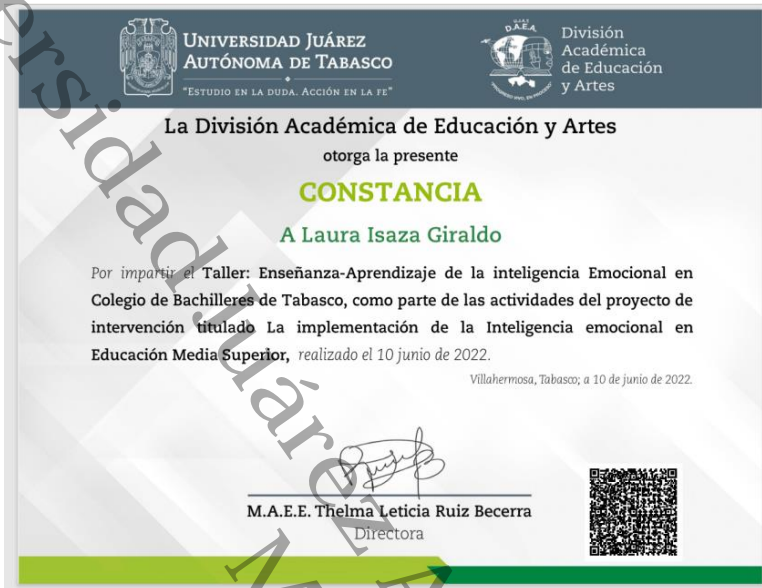 UNIVERSIDAD JUÁREZ
AUTÓNOMA DE TABASCO
"ESTUDIO EN LA DUDA. ACCIÓN EN LA FE"
D.A.E.A.
División
Académica
de Educación
y Artes
La División Académica de Educación y Artes
otorga la presente
CONSTANCIA
A Laura Isaza Giraldo
Por impartir el Taller: Enseñanza-Aprendizaje de la inteligencia Emocional en
Colegio de Bachilleres de Tabasco, como parte de las actividades del proyecto de
intervención titulado La implementación de la Inteligencia emocional en
Educación Media Superior, realizado el 10 junio de 2022.
Villahermosa, Tabasco; a 10 de junio de 2022.
M.A.E.E. Thelma Leticia Ruiz Becerra
Directora
ersidad Juárez A